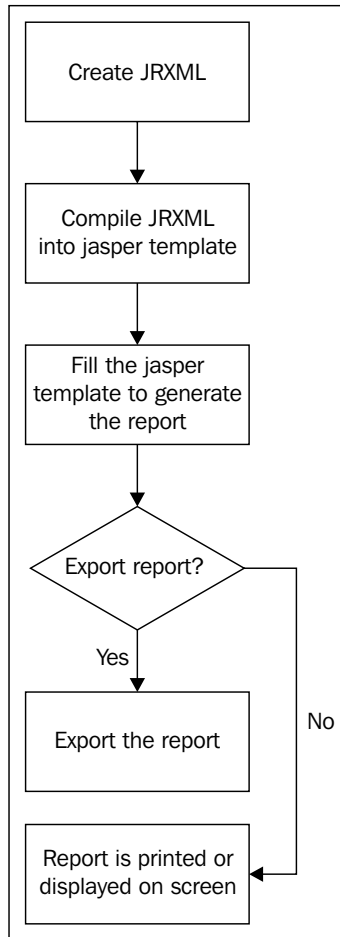 Create JRXML
Compile JRXML
into jasper template
Fill the jasper
template to generate
the report
Export report?
Yes
Export the report
No
Report is printed or
displayed on screen